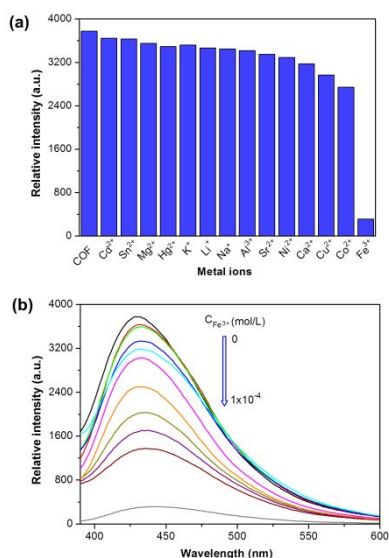 (a)
4000
3200
2400
1600
800
0
Relative intensity (a.u.)
COF
Cd²⁺
Sn²⁺
Mg²⁺
Hg²⁺
K⁺
Li⁺
Na⁺
Al³⁺
Sr²⁺
Ni²⁺
Ca²⁺
Cu²⁺
Co²⁺
Fe³⁺
Metal ions
(b)
4000
3200
2400
1600
800
0
Relative intensity (a.u.)
C Fe³⁺ (mol/L)
0
1x10⁻⁴
400 450 500 550 600
Wavelength (nm)